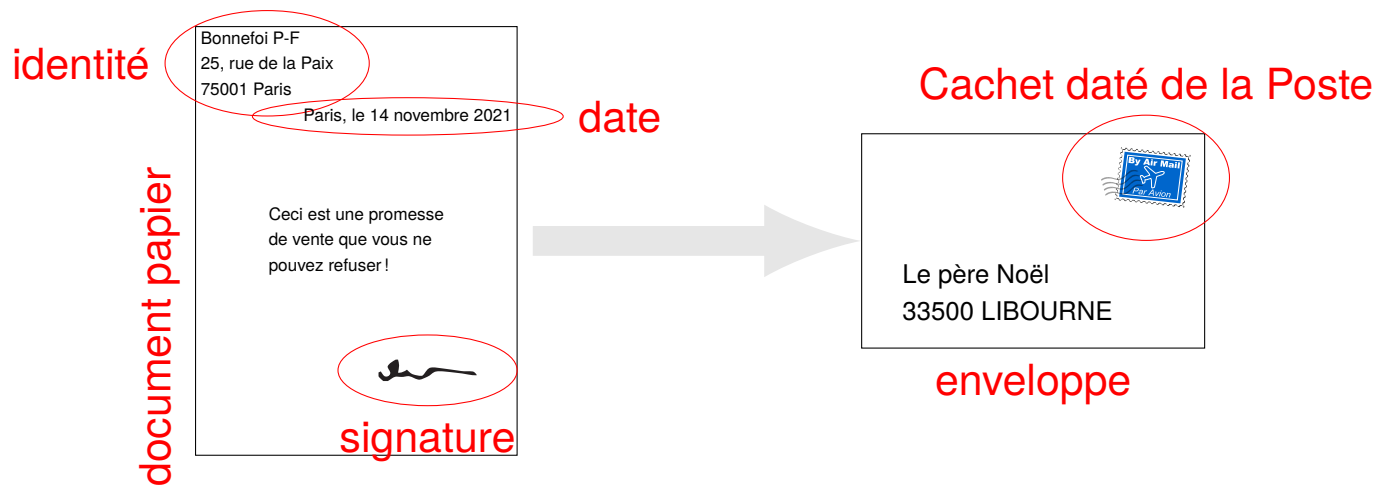 identité
Bonnefoi P-F
25, rue de la Paix
75001 Paris
Paris, le 14 novembre 2021
date
document papier
Ceci est une promesse
de vente que vous ne
pouvez refuser !
signature
Cachet daté de la Poste
By Air Mail
Par Avion
Le père Noël
33500 LIBOURNE
enveloppe